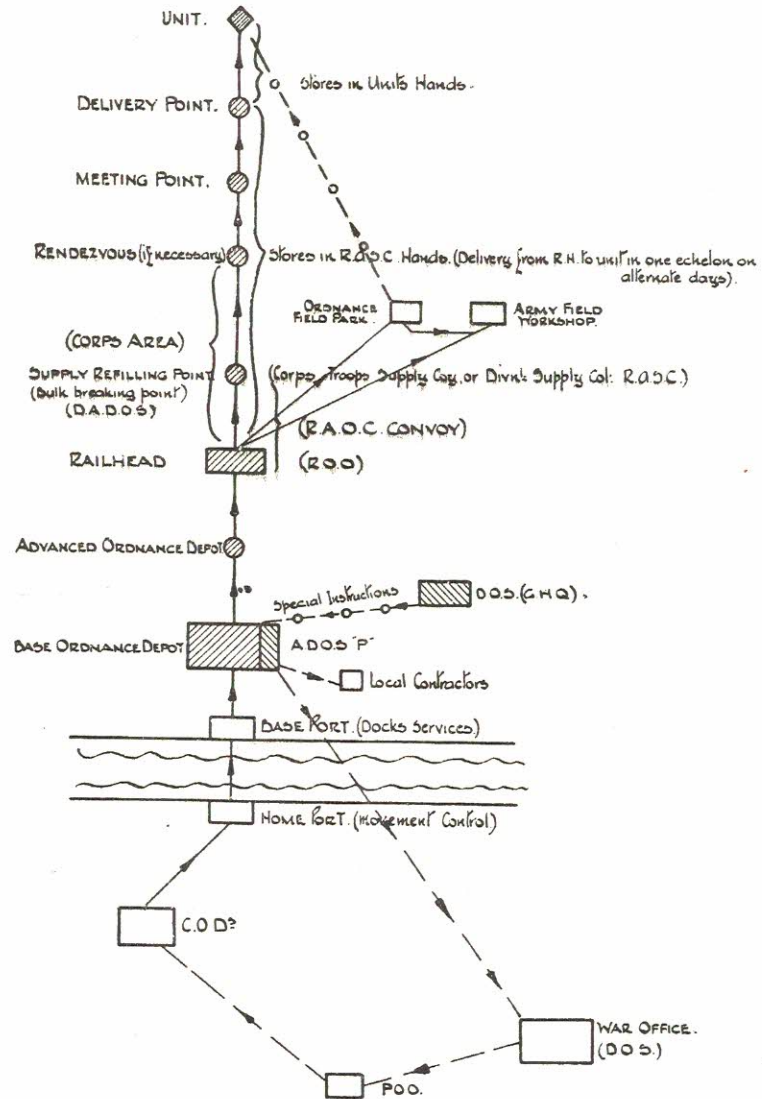 UNIT.
Stores in Units Hands.
DELIVERY POINT.
MEETING POINT.
RENDEZVOUS (if necessary)
Stores in R.A.S.C. Hands. (Delivery from R.H. to unit in one echelon on
alternate days).
ORDNANCE
FIELD PARK.
ARMY FIELD
WORKSHOP.
(CORPS AREA)
SUPPLY REFILLING POINT
(Bulk breaking point)
(D.A.D.O.S)
(Corps Troops Supply Coy, or Divnl: Supply Col: R.A.S.C.)
(R.A.O.C. CONVOY)
RAILHEAD
(R.O.O)
ADVANCED ORDNANCE DEPOT
Special Instructions
D.O.S. (G H Q).
BASE ORDNANCE DEPOT
A.D.O.S "P"
Local Contractors
BASE PORT. (Docks Services.)
HOME PORT. (Movement Control)
C.O.D?
WAR OFFICE.
(D O S.)
P.O.O.